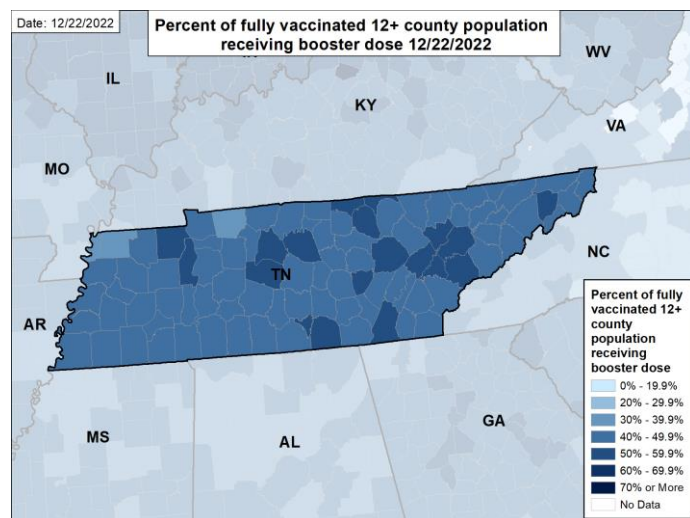 Date: 12/22/2022
Percent of fully vaccinated 12+ county population
receiving booster dose 12/22/2022
IL
WV
KY
VA
MO
TN
NC
AR
MS
AL
GA
Percent of fully
vaccinated 12+
county
population
receiving
booster dose
0% - 19.9%
20% - 29.9%
30% - 39.9%
40% - 49.9%
50% - 59.9%
60% - 69.9%
70% or More
No Data